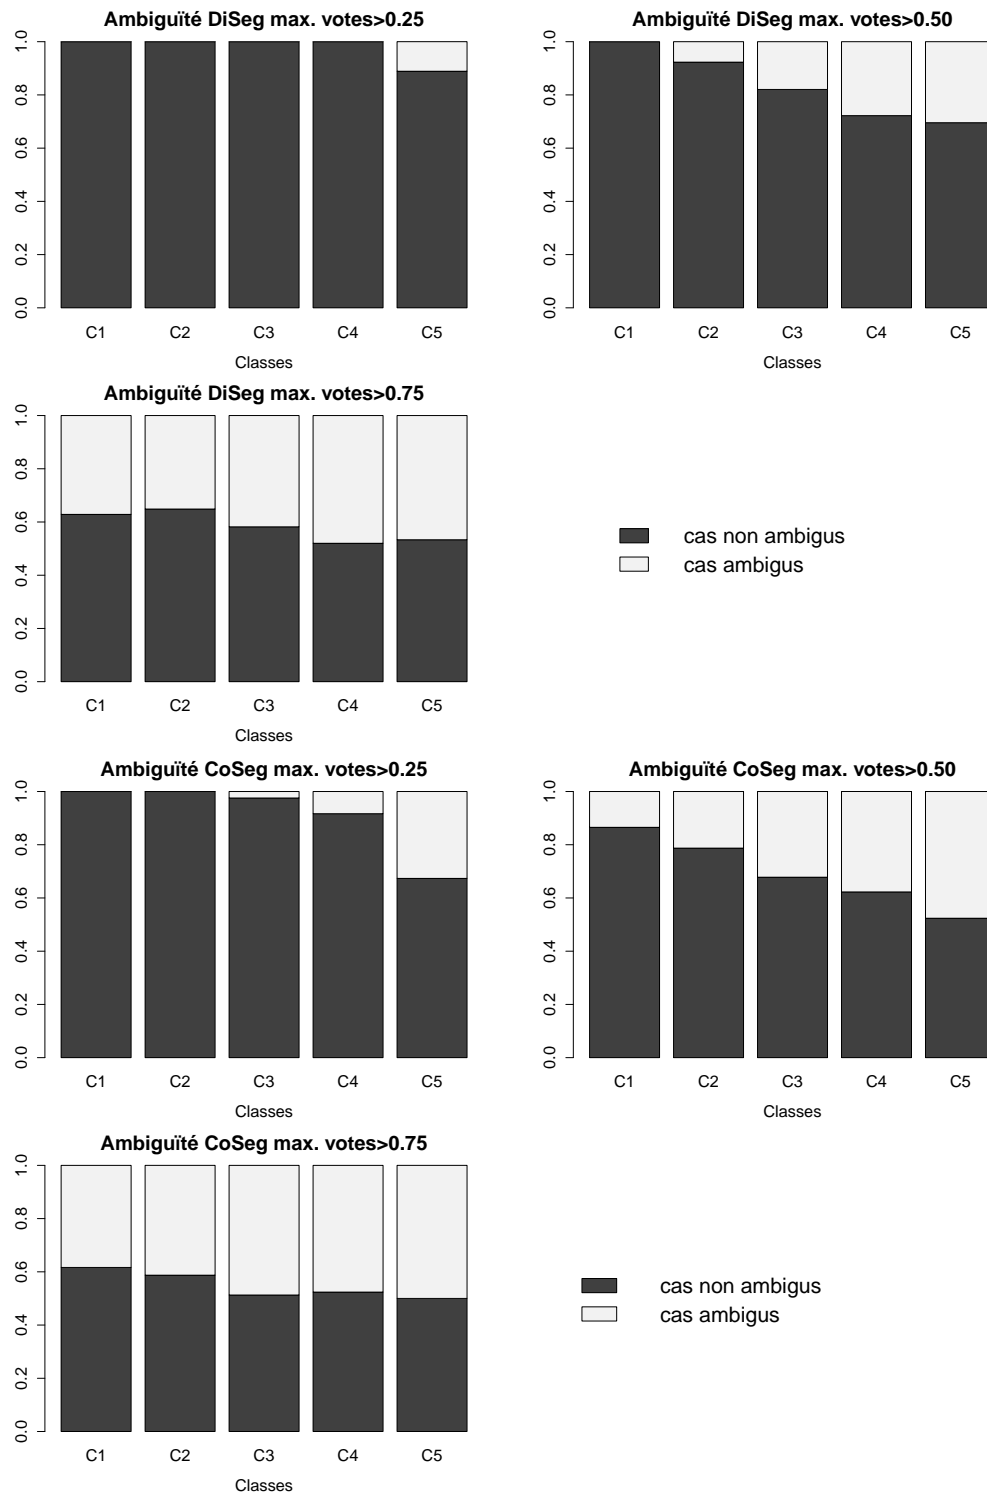 Ambiguïté DiSeg max. votes>0.25
1.0
0.8
0.6
0.4
0.2
0.0
C1 C2 C3 C4 C5
Classes
Ambiguïté DiSeg max. votes>0.50
1.0
0.8
0.6
0.4
0.2
0.0
C1 C2 C3 C4 C5
Classes
Ambiguïté DiSeg max. votes>0.75
1.0
0.8
0.6
0.4
0.2
0.0
C1 C2 C3 C4 C5
Classes
cas non ambigus
cas ambigus
Ambiguïté CoSeg max. votes>0.25
1.0
0.8
0.6
0.4
0.2
0.0
C1 C2 C3 C4 C5
Classes
Ambiguïté CoSeg max. votes>0.50
1.0
0.8
0.6
0.4
0.2
0.0
C1 C2 C3 C4 C5
Classes
Ambiguïté CoSeg max. votes>0.75
1.0
0.8
0.6
0.4
0.2
0.0
C1 C2 C3 C4 C5
Classes
cas non ambigus
cas ambigus